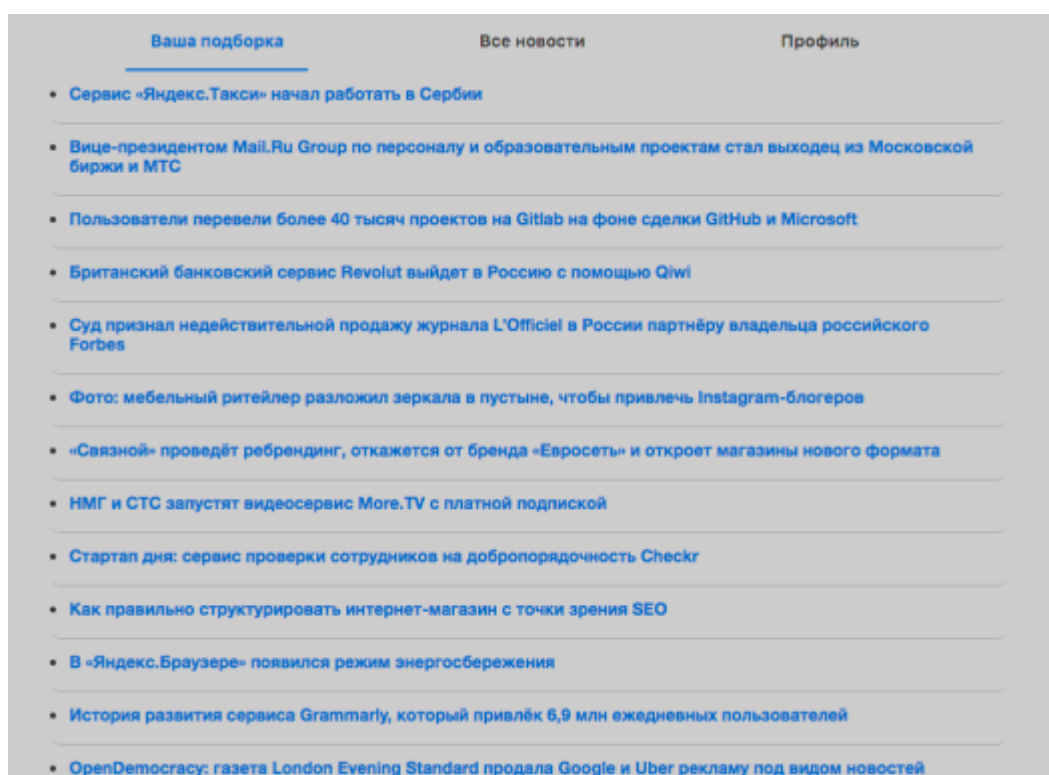 Ваша подборка Все новости Профиль
Сервис «Яндекс.Такси» начал работать в Сербии
Вице-президентом Mail.Ru Group по персоналу и образовательным проектам стал выходец из Московской
биржи и МТС
Пользователи перевели более 40 тысяч проектов на Gitlab на фоне сделки GitHub и Microsoft
Британский банковский сервис Revolut выйдет в Россию с помощью Qiwi
Суд признал недействительной продажу журнала L'Officiel в России партнёру владельца российского
Forbes
Фото: мебельный ритейлер разложил зеркала в пустыне, чтобы привлечь Instagram-блогеров
«Связной» проведёт ребрендинг, откажется от бренда «Евросеть» и откроет магазины нового формата
НМГ и СТС запустят видеосервис More.TV с платной подпиской
Стартап дня: сервис проверки сотрудников на добропорядочность Checkr
Как правильно структурировать интернет-магазин с точки зрения SEO
В «Яндекс.Браузере» появился режим энергосбережения
История развития сервиса Grammarly, который привлёк 6,9 млн ежедневных пользователей
OpenDemocracy: газета London Evening Standard продала Google и Uber рекламу под видом новостей